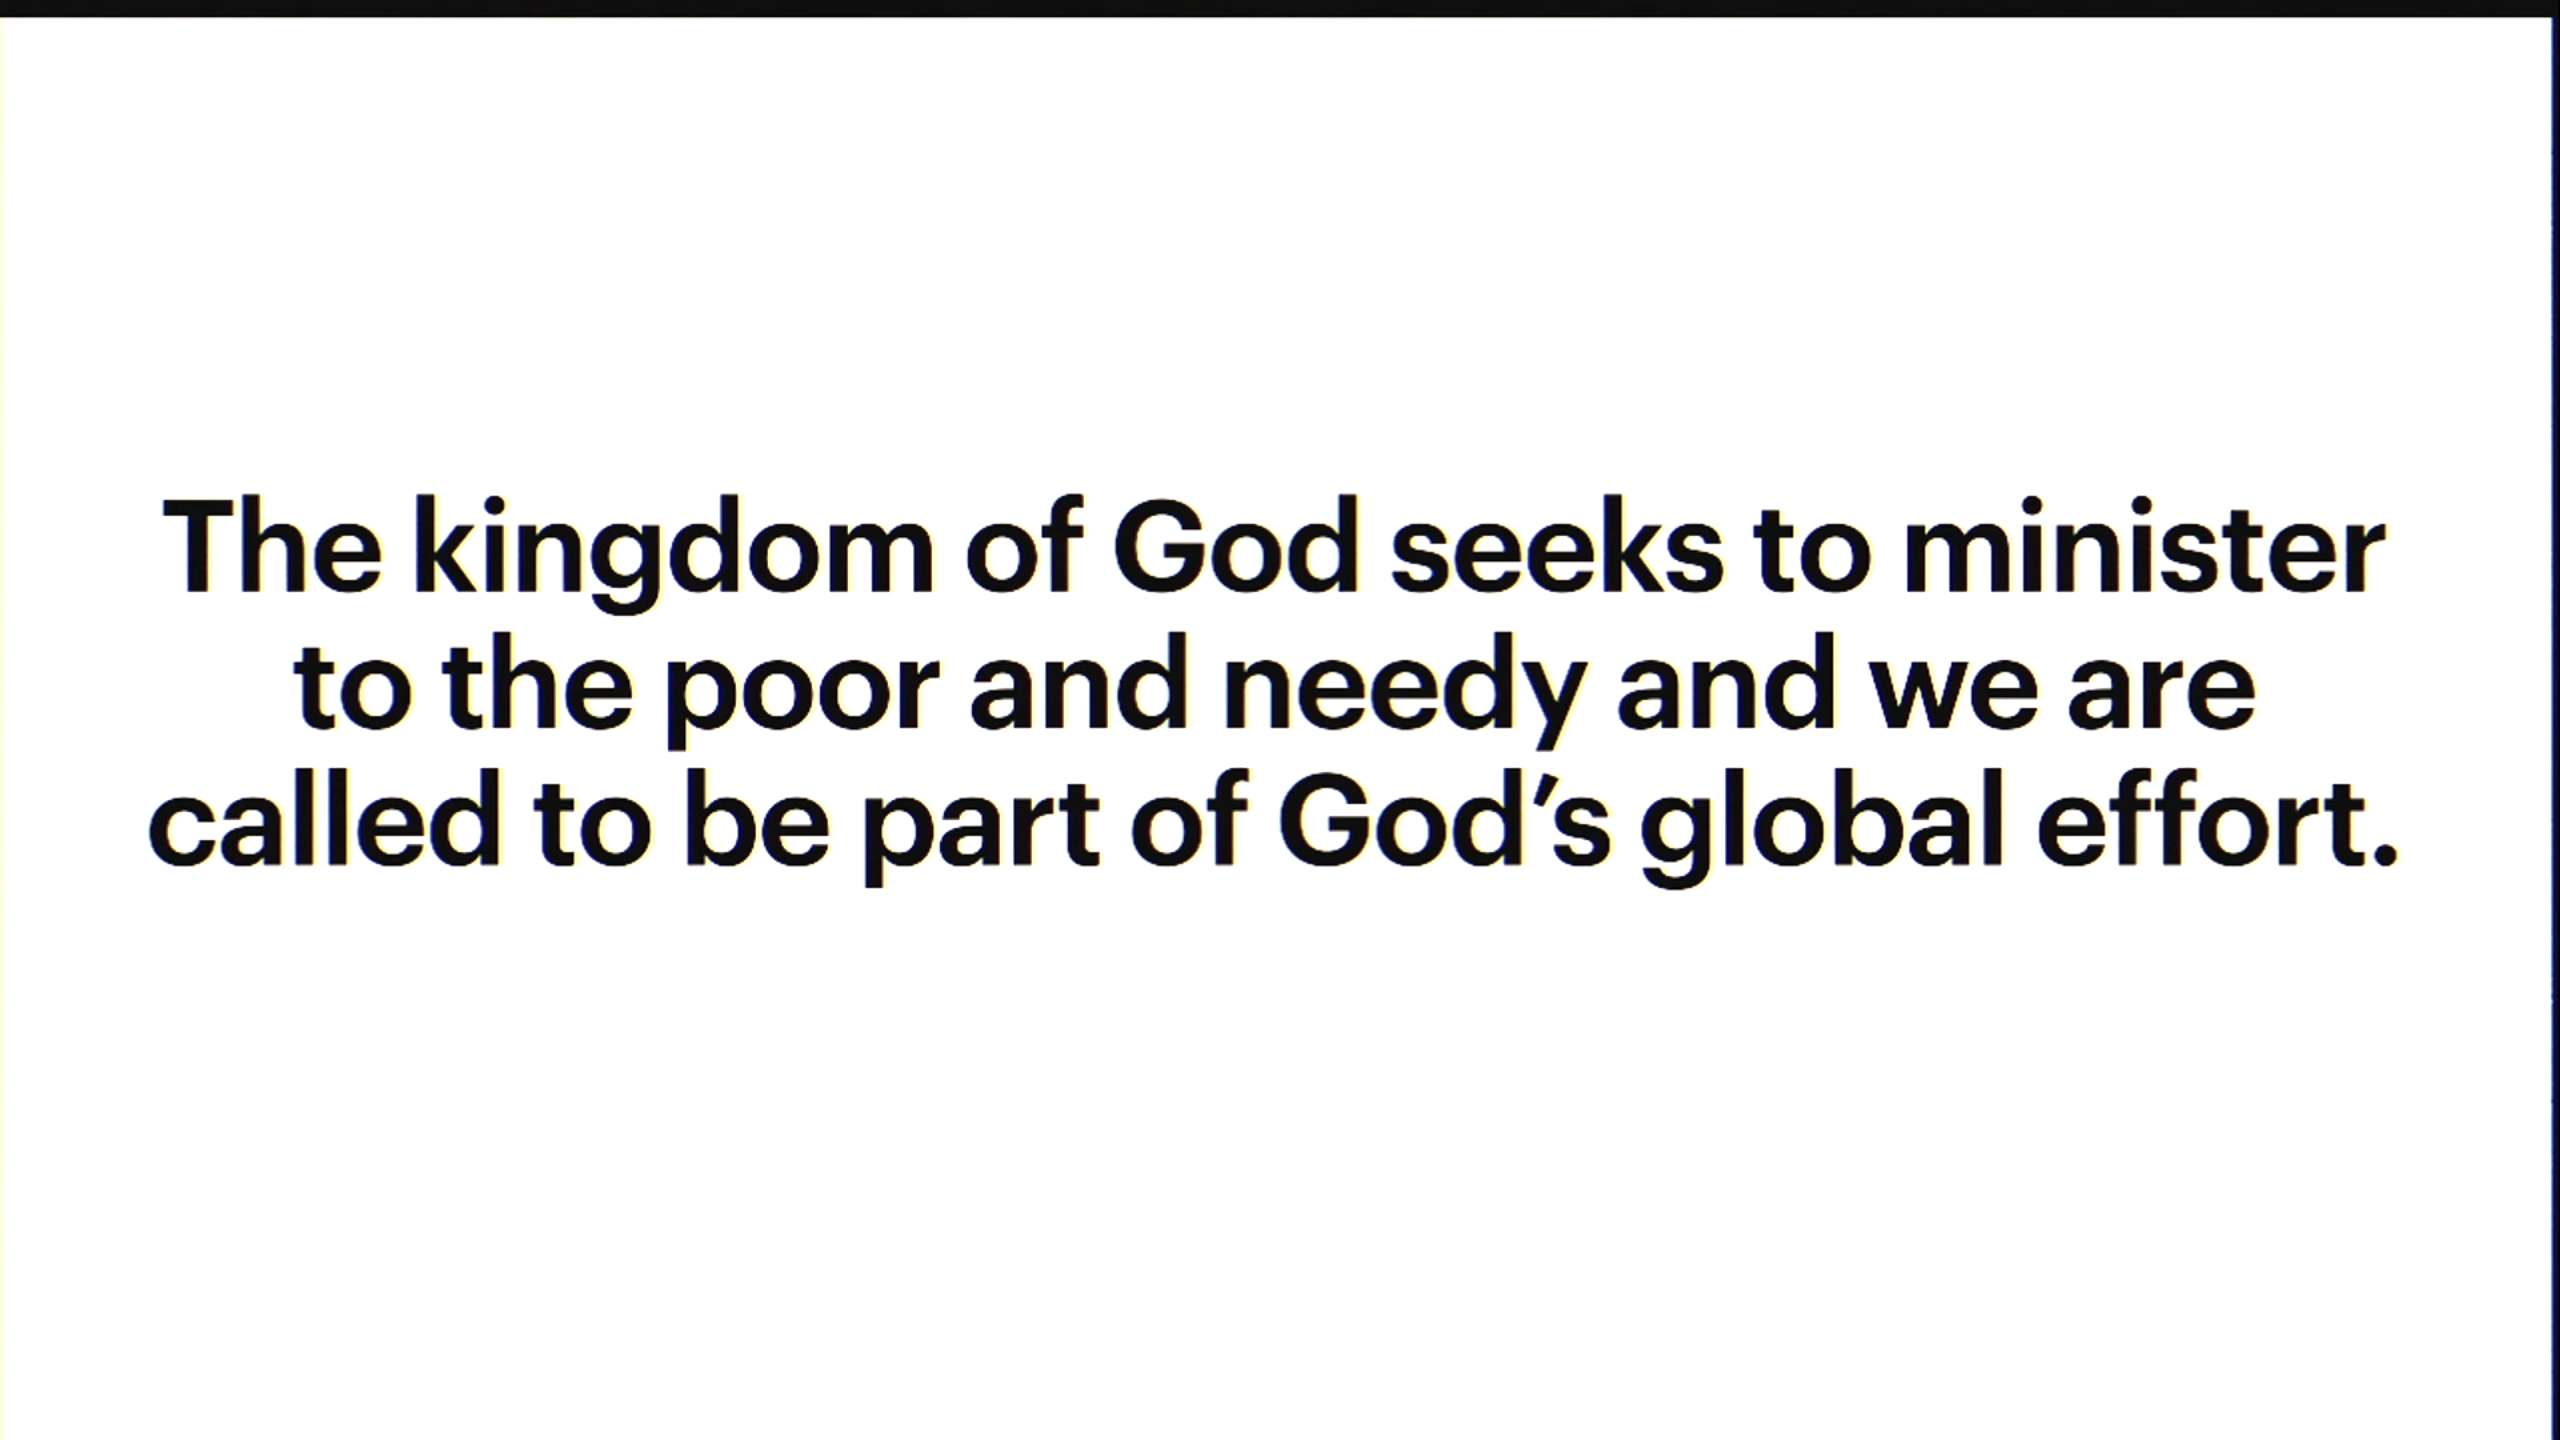 The kingdom of God seeks to minister
to the poor and needy and we are
called to be part of God’s global effort.